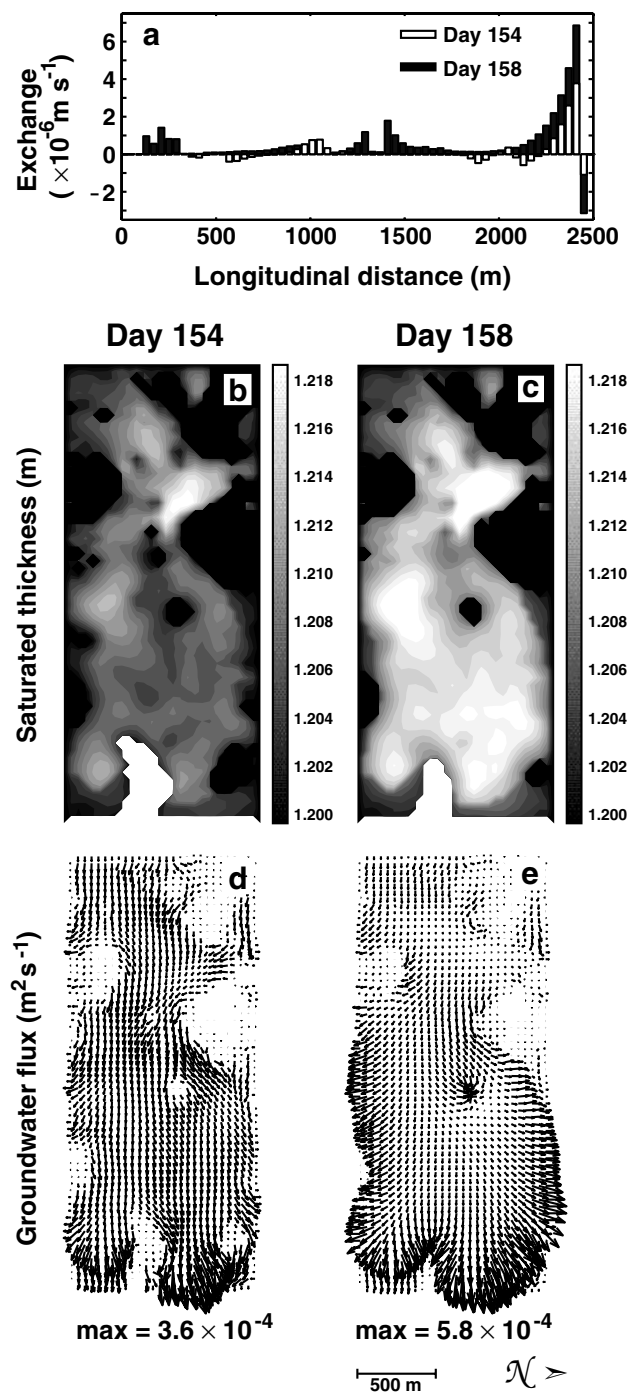 a
Day 154
Day 158
Exchange
(×10⁻⁶m s⁻¹)
6
4
2
0
-2
0 500 1000 1500 2000 2500
Longitudinal distance (m)
Day 154 Day 158
Saturated thickness (m)
b
1.218
1.216
1.214
1.212
1.210
1.208
1.206
1.204
1.202
1.200
c
1.218
1.216
1.214
1.212
1.210
1.208
1.206
1.204
1.202
1.200
Groundwater flux (m² s⁻¹)
d
e
max = 3.6 × 10⁻⁴
max = 5.8 × 10⁻⁴
500 m
N